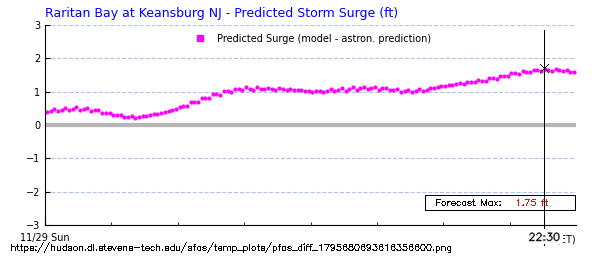 Raritan Bay at Keansburg NJ - Predicted Storm Surge (ft)
3
Predicted Surge (model - astron. prediction)
2
1
0
−1
−2
Forecast Max: 1.75 ft
−3
11/29 Sun 22:30 ET)
https://hudson.dl.stevens-tech.edu/sfas/temp_plots/pfas_diff_1795680693616356600.png